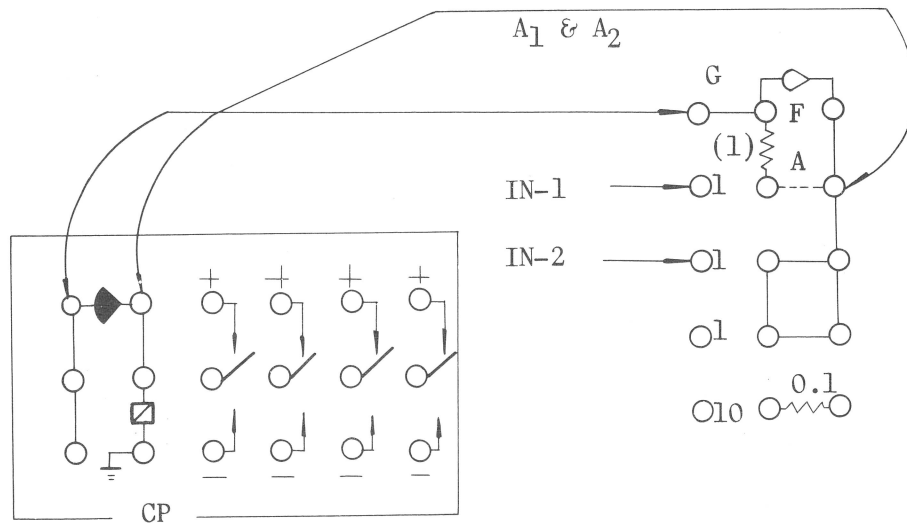 A1 & A2
G
F
(1)
A
IN-1 1
IN-2 1
1
0.1
10
+ + + +
− − − −
CP